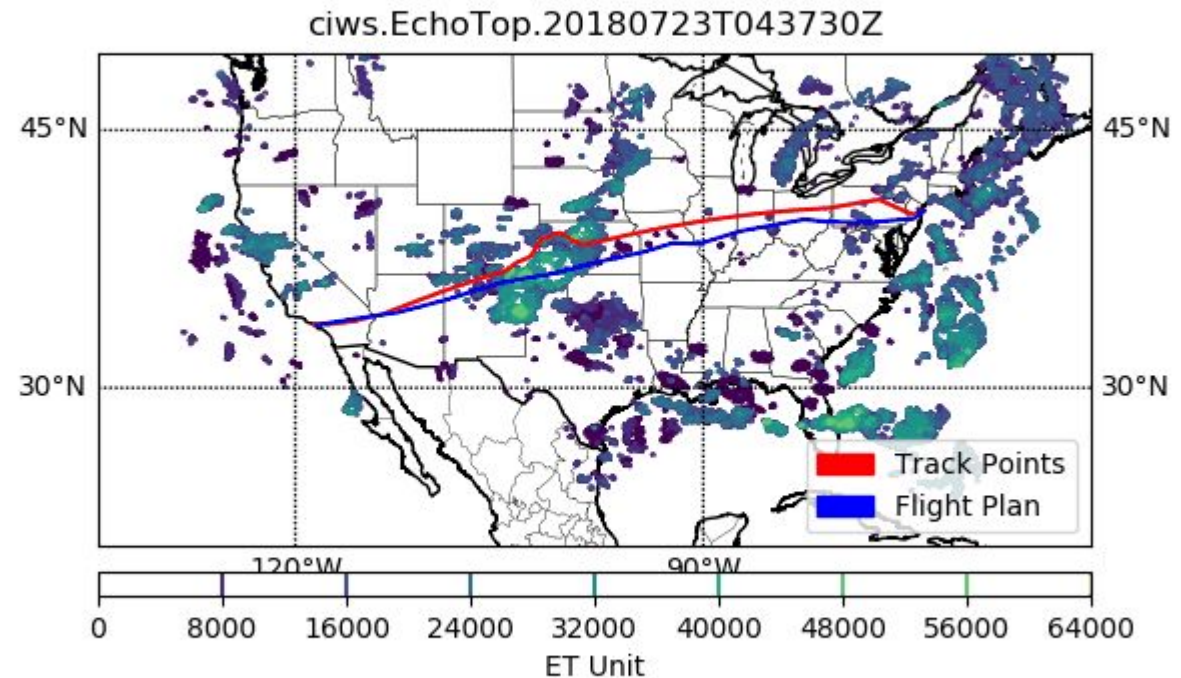 ciws.EchoTop.20180723T043730Z
45°N
45°N
30°N
30°N
Track Points
Flight Plan
120°W
90°W
0 8000 16000 24000 32000 40000 48000 56000 64000
ET Unit